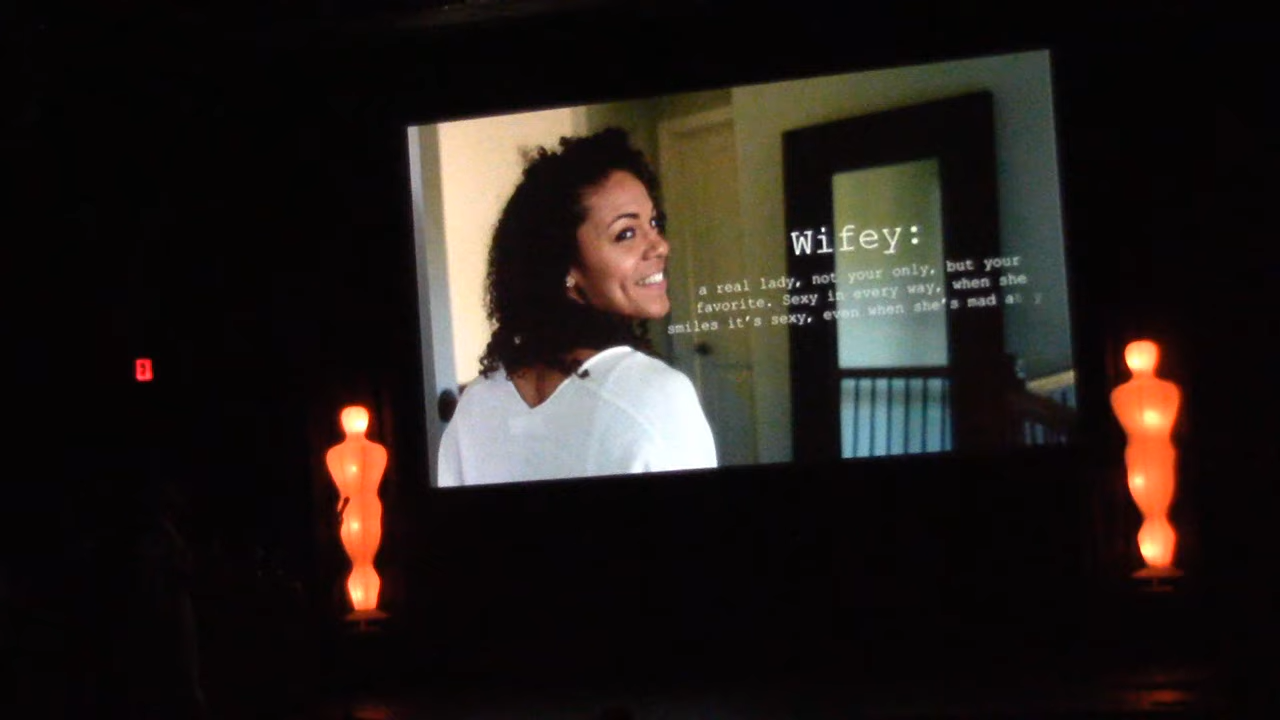 Wifey:
a real lady, not your only, but your
favorite. Sexy in every way, when she
smiles it's sexy, even when she's mad at y